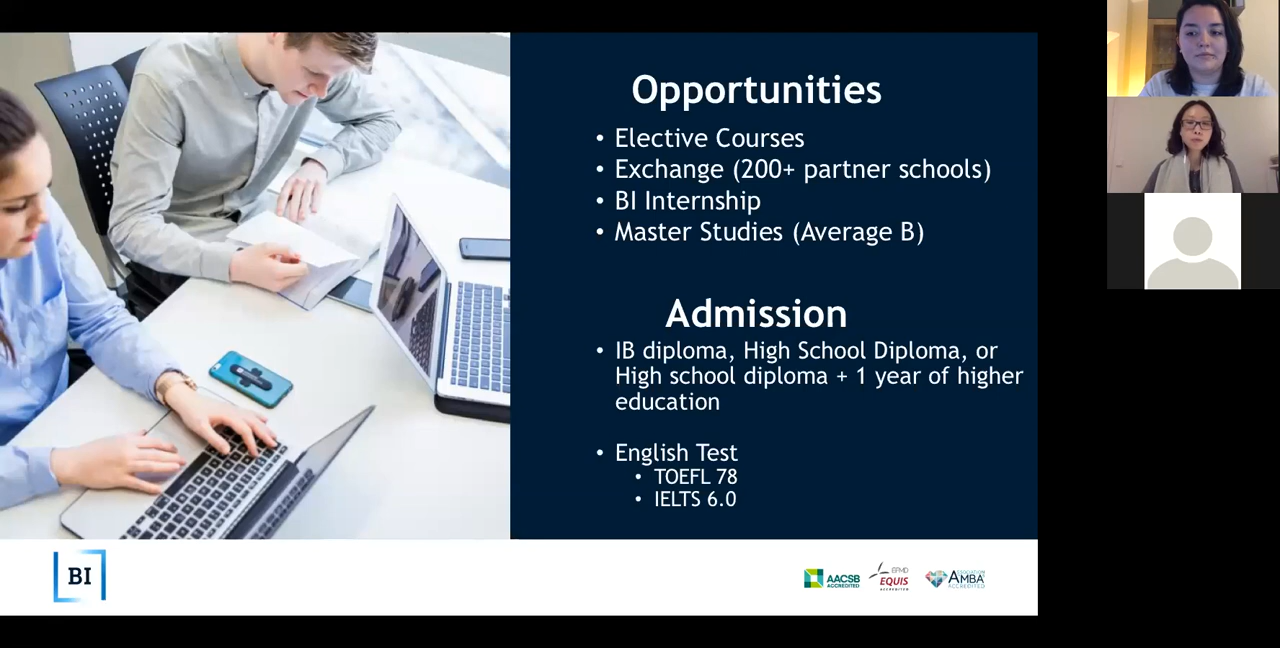 Opportunities
• Elective Courses
• Exchange (200+ partner schools)
• BI Internship
• Master Studies (Average B)
Admission
• IB diploma, High School Diploma, or
High school diploma + 1 year of higher
education
• English Test
• TOEFL 78
• IELTS 6.0
BI
AACSB
ACCREDITED
EFMD
EQUIS
ACCREDITED
ASSOCIATION
AMBA
ACCREDITED